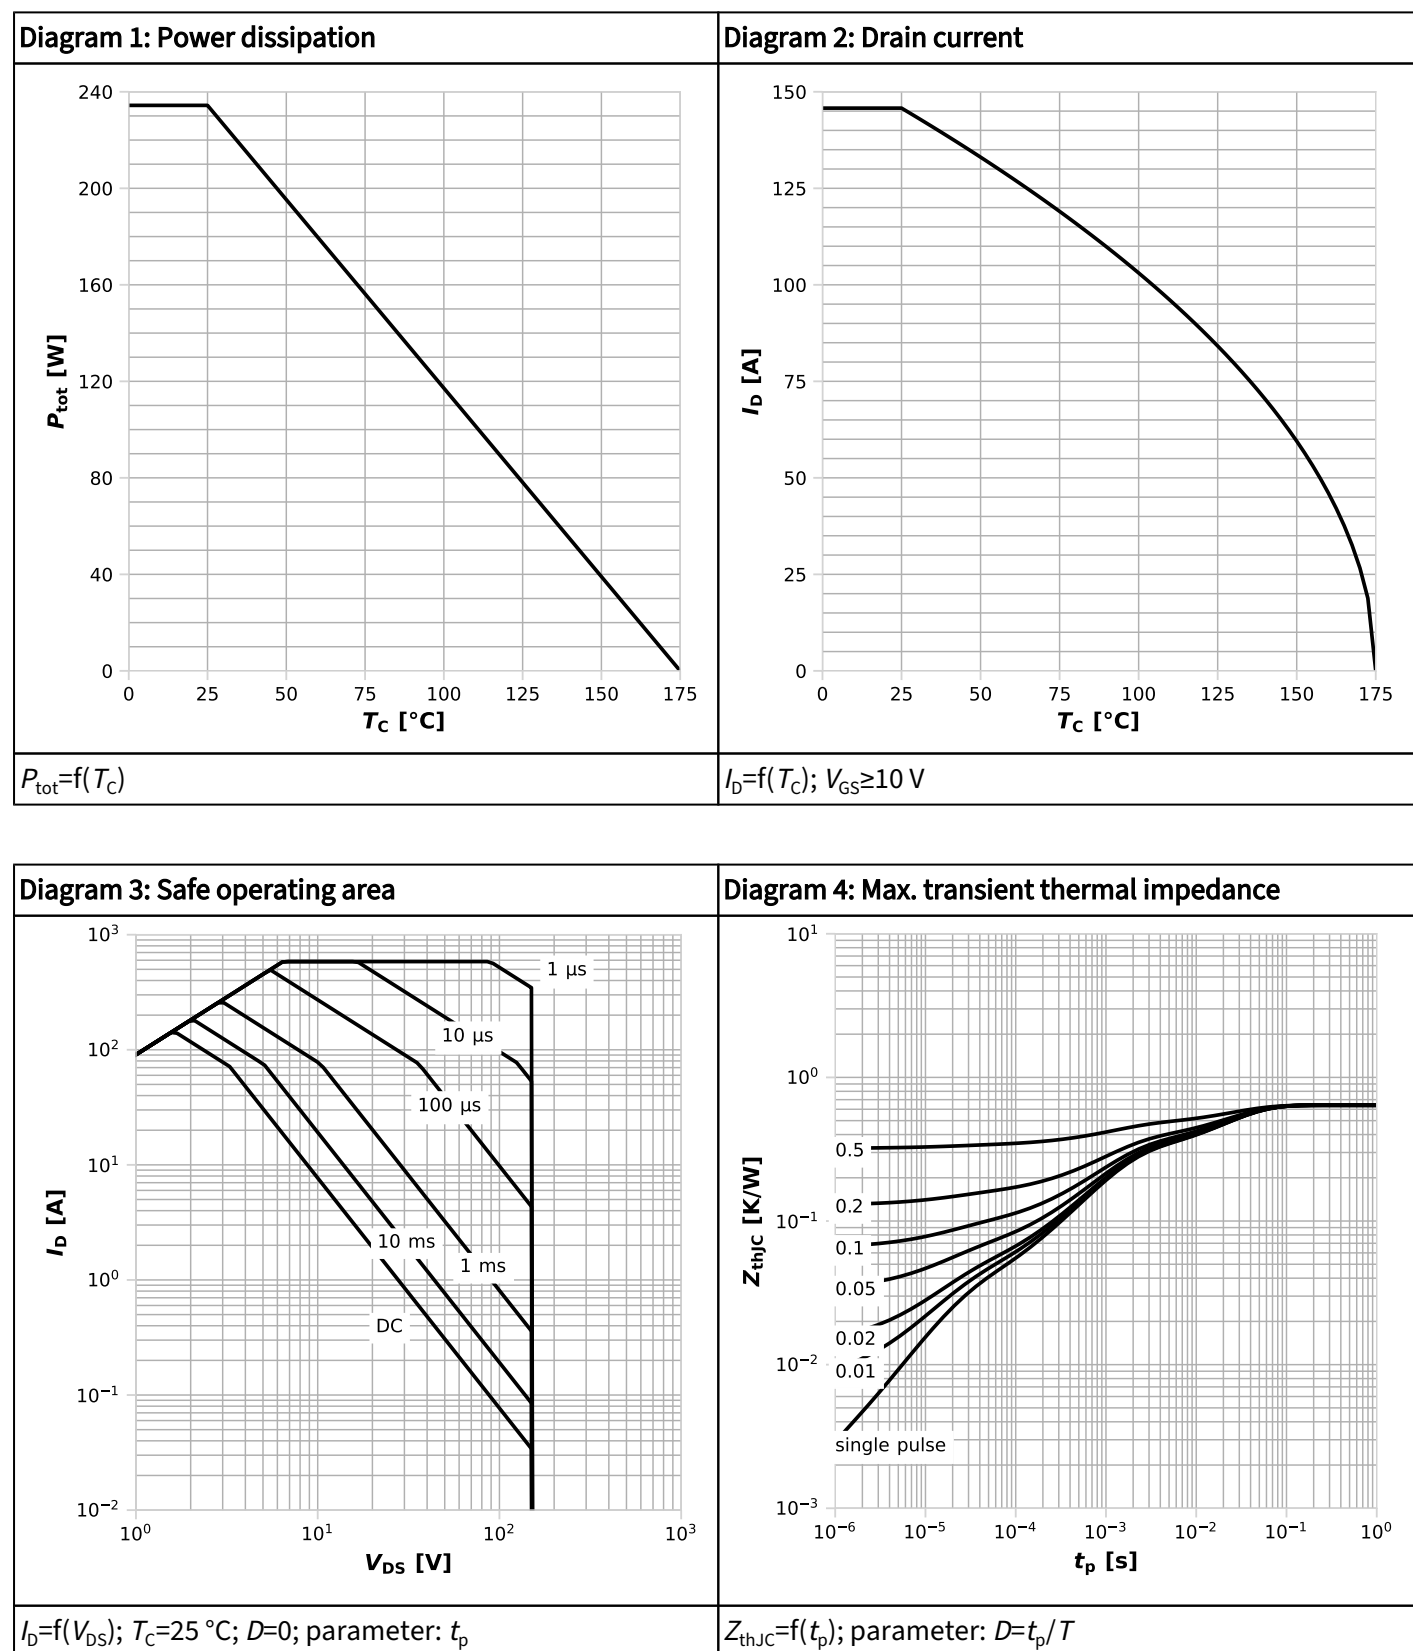 Diagram 1: Power dissipation
240
200
160
120
80
40
0
0 25 50 75 100 125 150 175
Ptot [W]
TC [°C]
Ptot=f(TC)
Diagram 2: Drain current
150
125
100
75
50
25
0
0 25 50 75 100 125 150 175
ID [A]
TC [°C]
ID=f(TC); VGS≥10 V
Diagram 3: Safe operating area
10³
10²
10¹
10⁰
10⁻¹
10⁻²
10⁰ 10¹ 10² 10³
ID [A]
VDS [V]
1 µs
10 µs
100 µs
10 ms
1 ms
DC
ID=f(VDS); TC=25 °C; D=0; parameter: tp
Diagram 4: Max. transient thermal impedance
10¹
10⁰
10⁻¹
10⁻²
10⁻³
10⁻⁶ 10⁻⁵ 10⁻⁴ 10⁻³ 10⁻² 10⁻¹ 10⁰
ZthJC [K/W]
tp [s]
0.5
0.2
0.1
0.05
0.02
0.01
single pulse
ZthJC=f(tp); parameter: D=tp/T